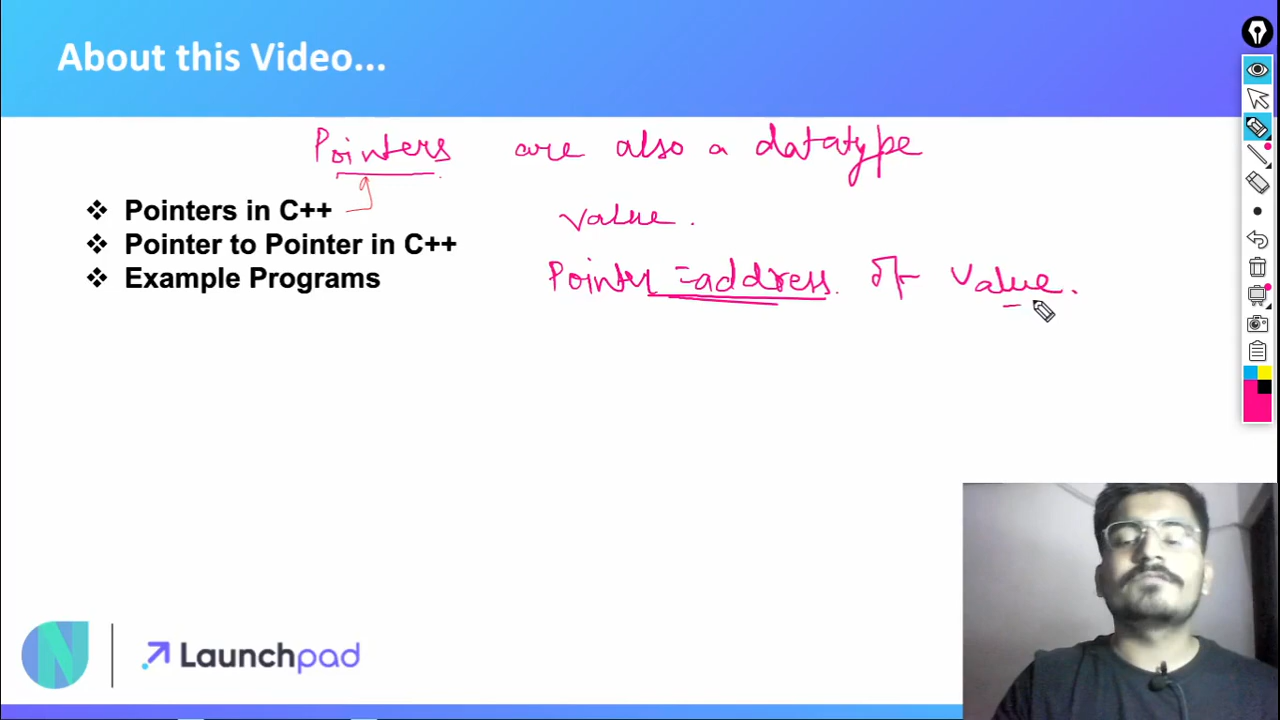 About this Video...
Pointers are also a datatype
❖ Pointers in C++
value.
❖ Pointer to Pointer in C++
❖ Example Programs
Pointer =address. of value.
Launchpad